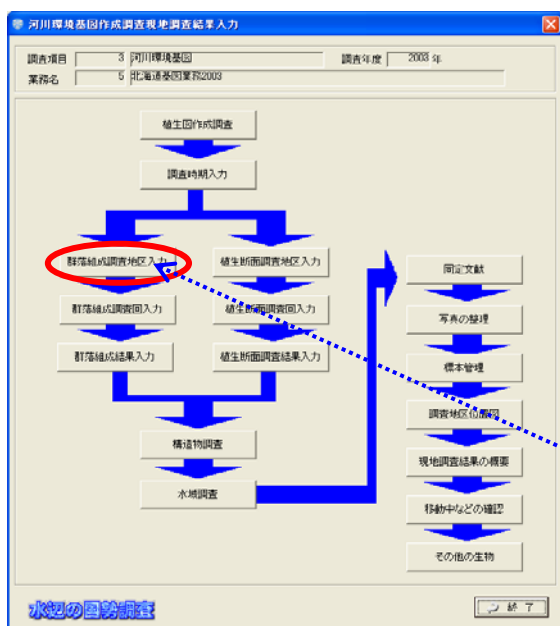 河川環境基図作成調査現地調査結果入力
調査項目 3 河川環境基図 調査年度 2003 年
業務名 5 北海道基図業務2003
植生図作成調査
調査時期入力
群落組成調査地区入力
植生断面調査地区入力
群落組成調査回入力
植生断面調査回入力
群落組成結果入力
植生断面調査結果入力
構造物調査
水域調査
同定文献
写真の整理
標本管理
調査地区位置図
現地調査結果の概要
移動中などの確認
その他の生物
水辺の国勢調査
終了